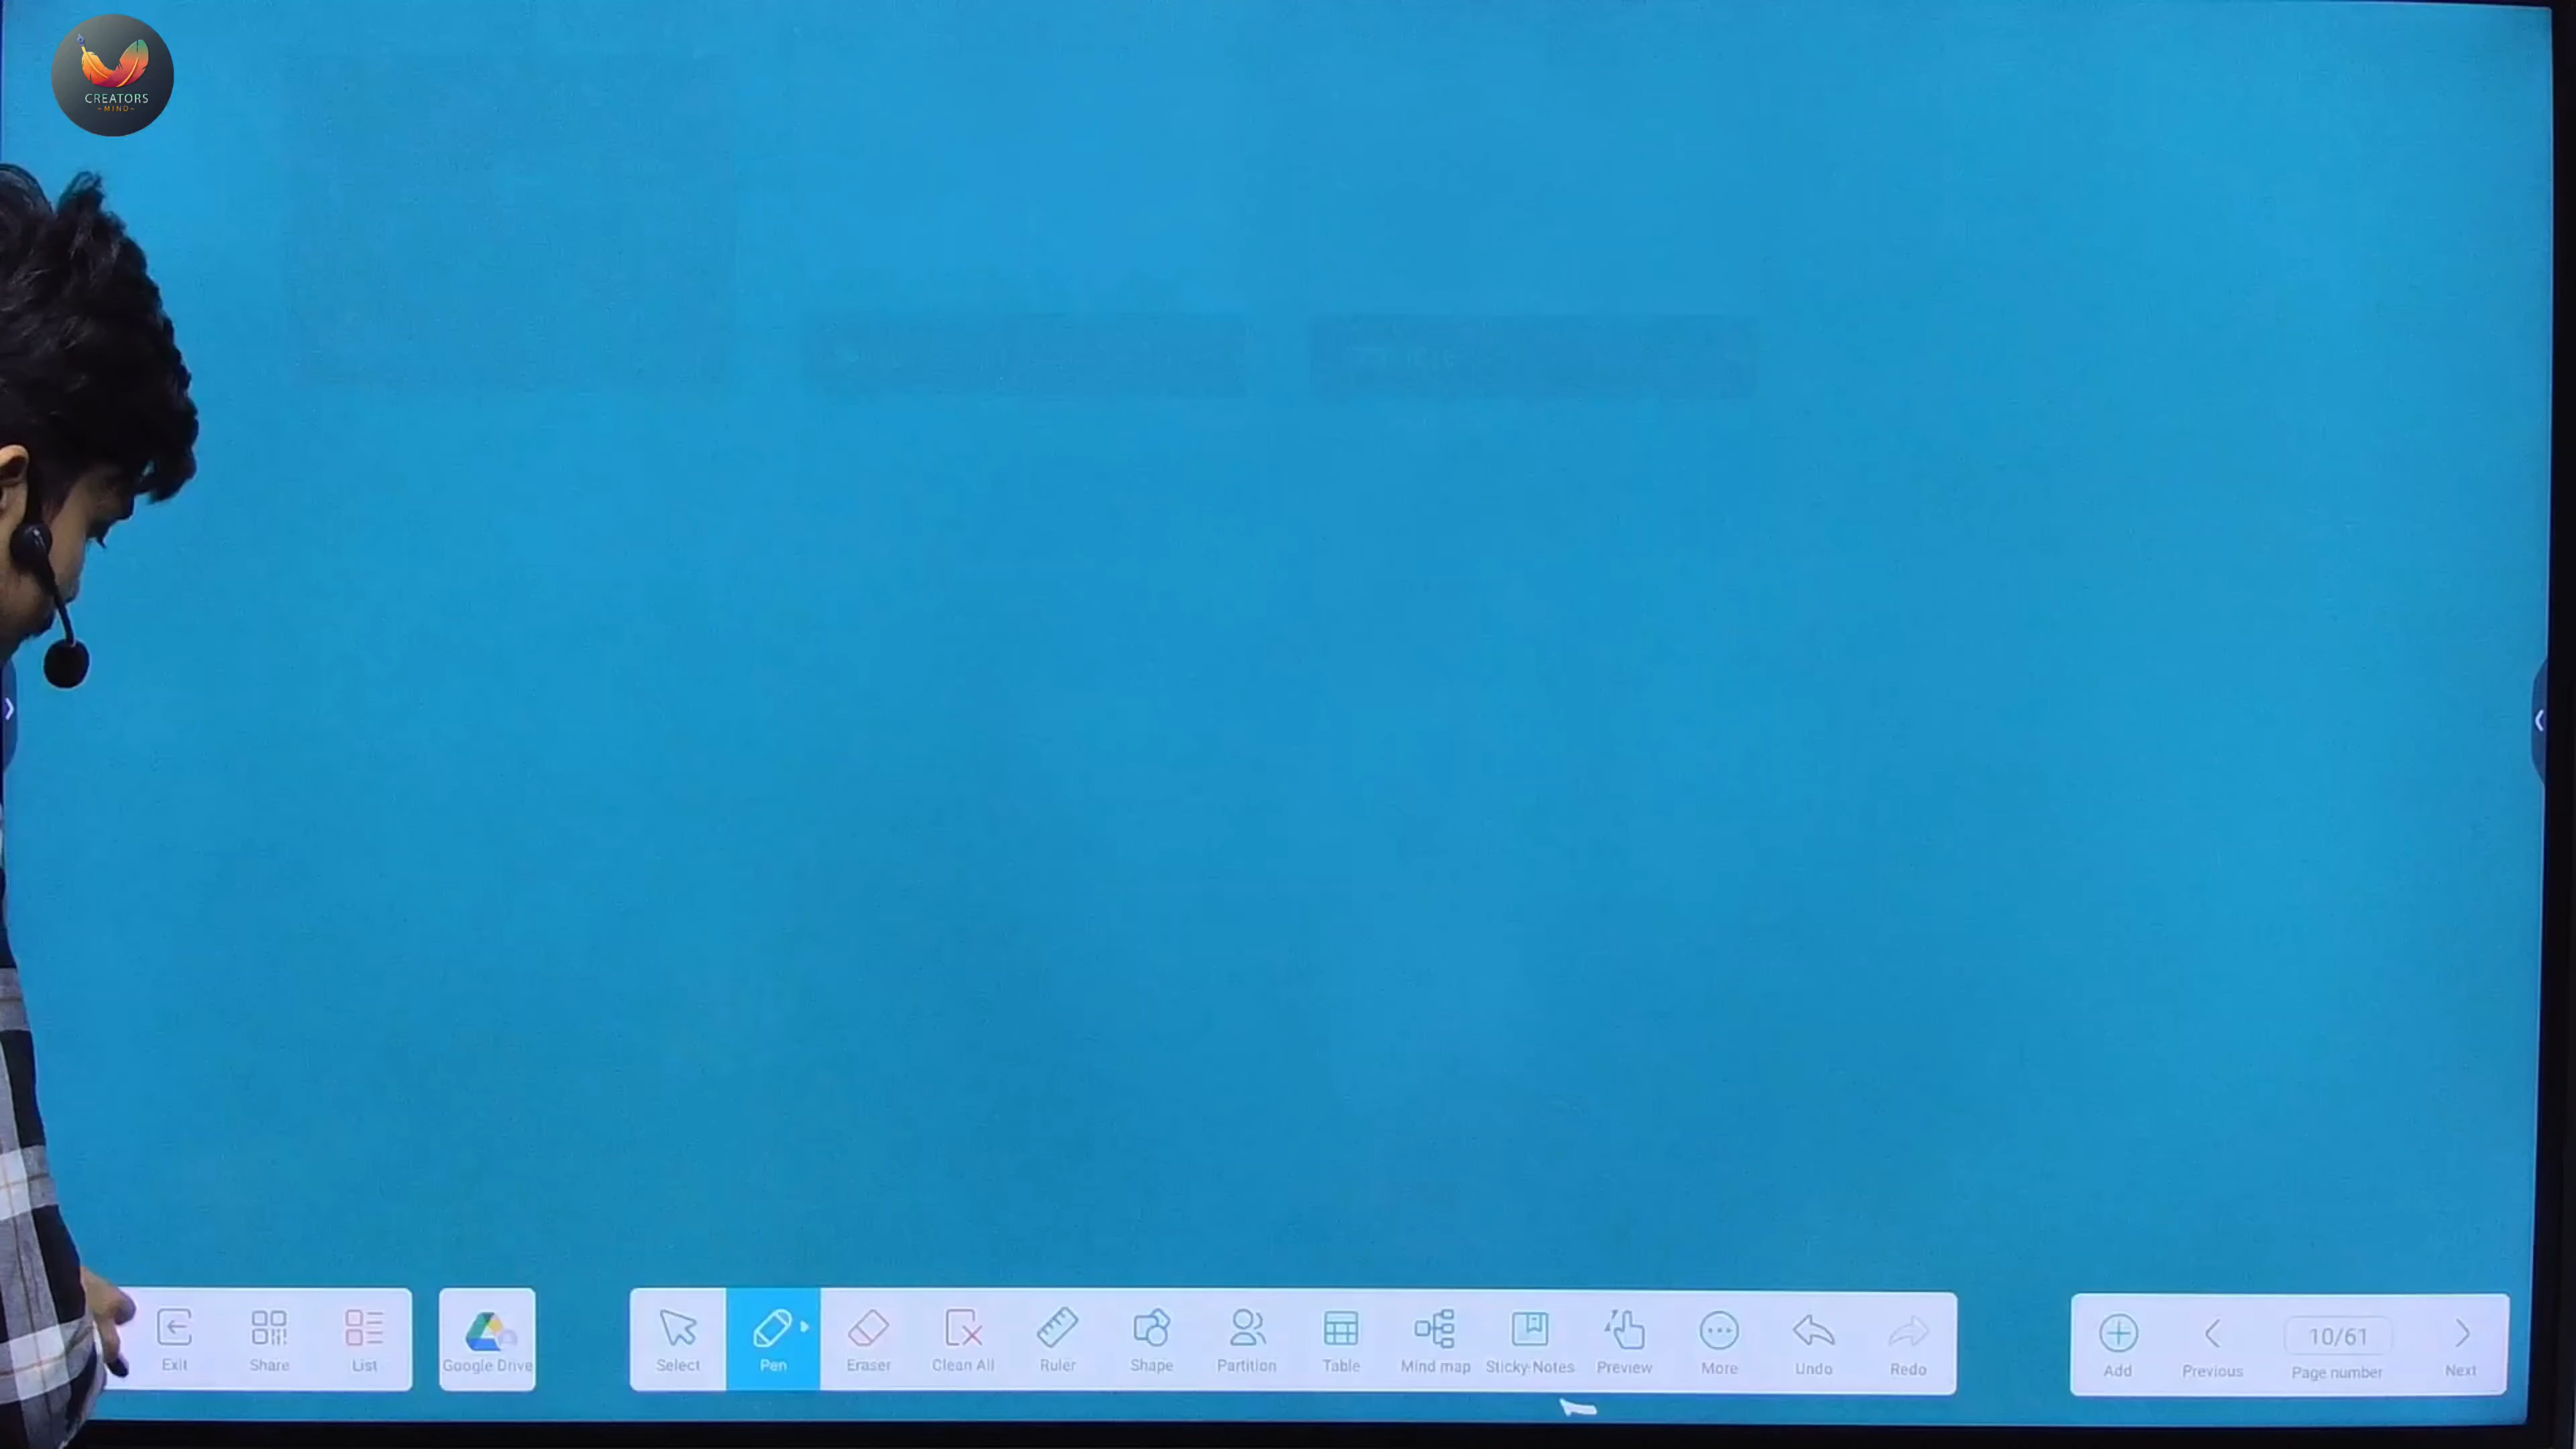 CREATORS
- MIND -
Exit
Share
List
Google Drive
Select
Pen
Eraser
Clean All
Ruler
Shape
Partition
Table
Mind map
Sticky Notes
Preview
More
Undo
Redo
Add
Previous
10/61
Page number
Next